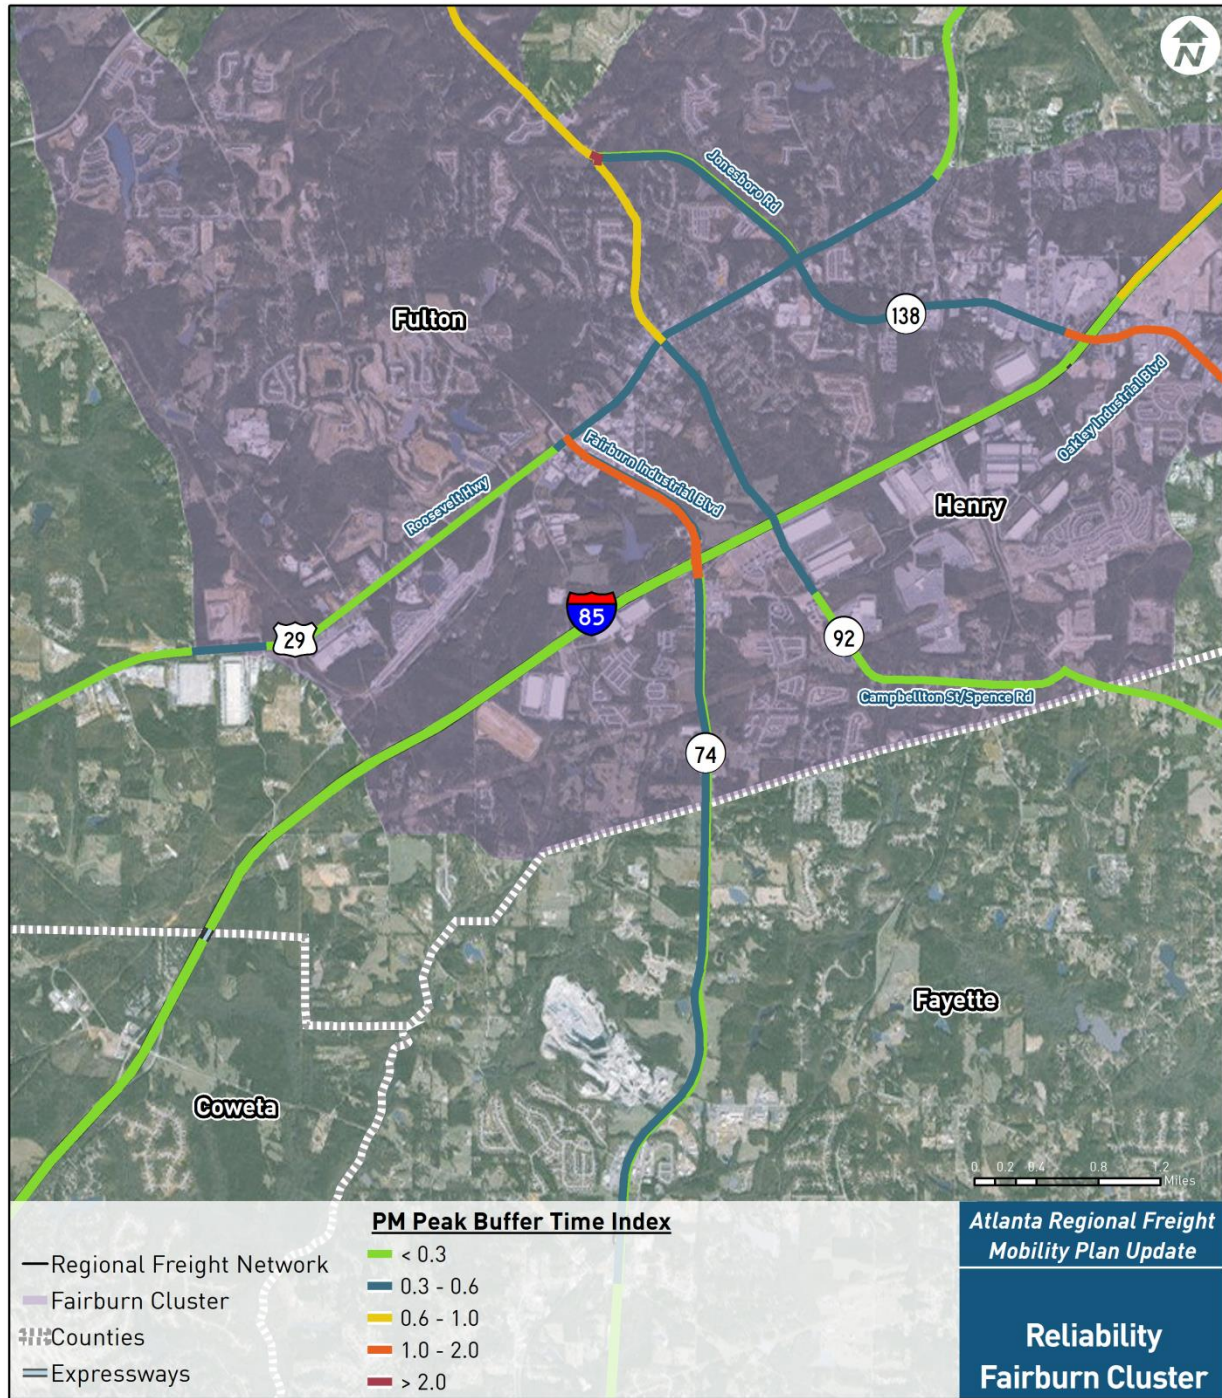 N
Jonesboro Rd
Fulton
138
Oakley Industrial Blvd
Fairburn Industrial Blvd
Roosevelt Hwy
Henry
85
29
92
Campbellton St/Spence Rd
74
Fayette
Coweta
0 0.2 0.4 0.8 1.2
Miles
PM Peak Buffer Time Index
Regional Freight Network
Fairburn Cluster
Counties
Expressways
< 0.3
0.3 - 0.6
0.6 - 1.0
1.0 - 2.0
> 2.0
Atlanta Regional Freight
Mobility Plan Update
Reliability
Fairburn Cluster